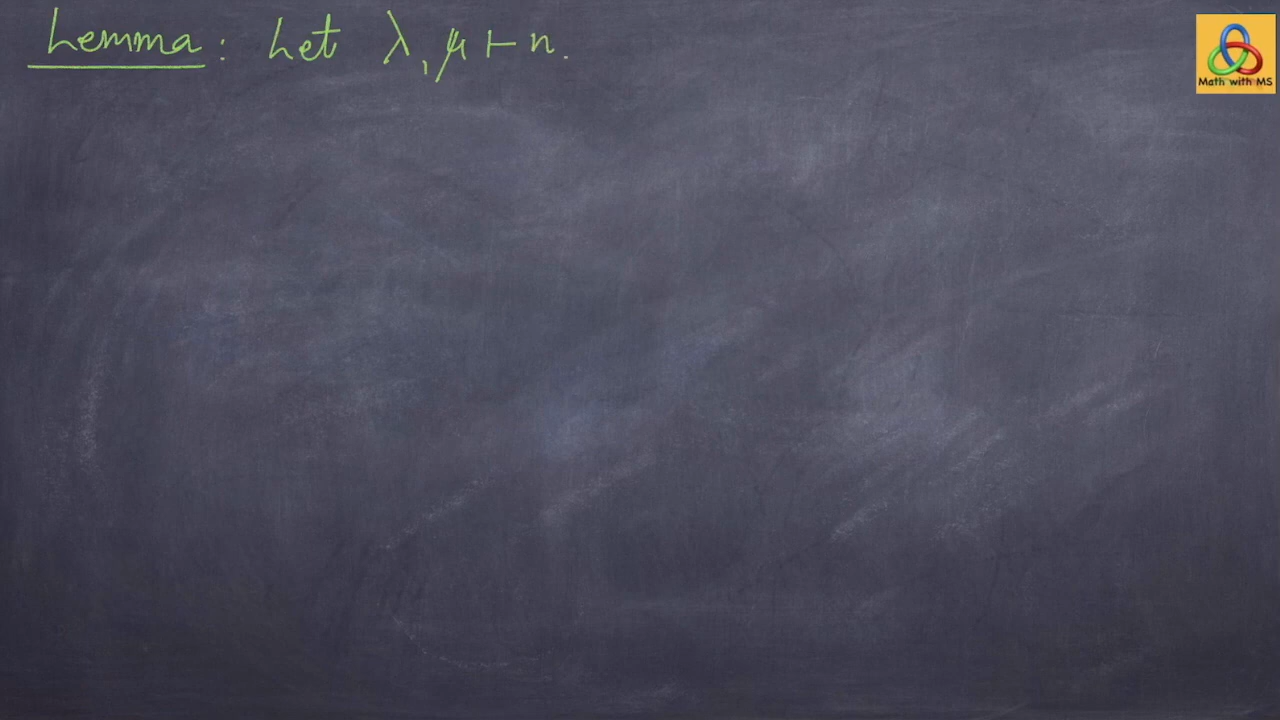 Lemma: Let λ, μ ⊢ n.
Math with MS